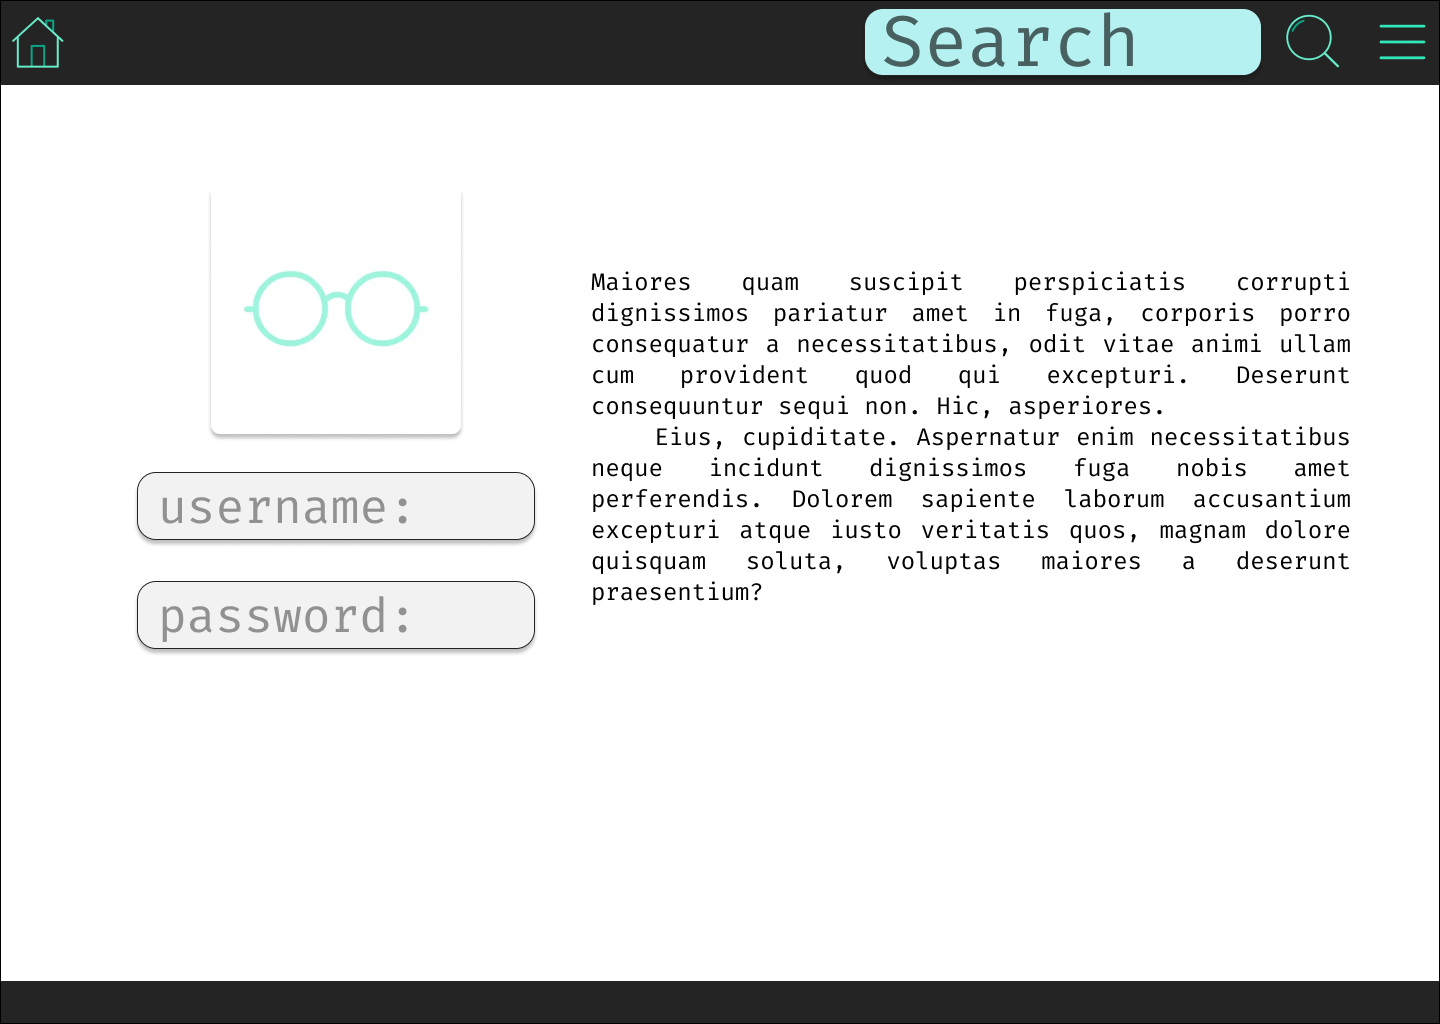 Search
Maiores quam suscipit perspiciatis corrupti
dignissimos pariatur amet in fuga, corporis porro
consequatur a necessitatibus, odit vitae animi ullam
cum provident quod qui excepturi. Deserunt
consequuntur sequi non. Hic, asperiores.
Eius, cupiditate. Aspernatur enim necessitatibus
neque incidunt dignissimos fuga nobis amet
perferendis. Dolorem sapiente laborum accusantium
excepturi atque iusto veritatis quos, magnam dolore
quisquam soluta, voluptas maiores a deserunt
praesentium?
username:
password: